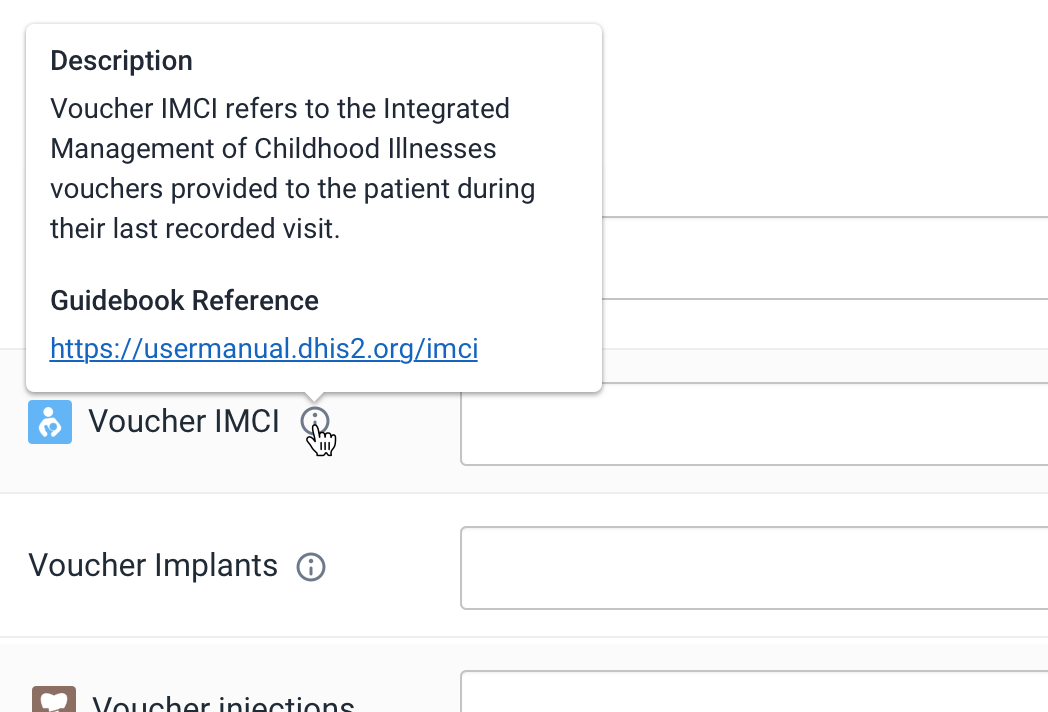 Description
Voucher IMCI refers to the Integrated
Management of Childhood Illnesses
vouchers provided to the patient during
their last recorded visit.
Guidebook Reference
https://usermanual.dhis2.org/imci
Voucher IMCI
Voucher Implants
Voucher injections